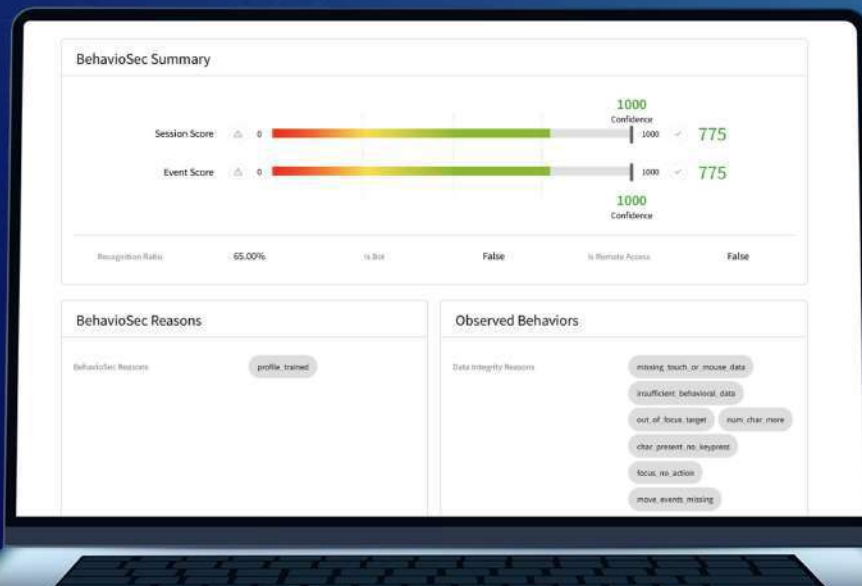 BehavioSec Summary
1000
Confidence
Session Score 0 1000 775
Event Score 0 1000 775
1000
Confidence
Recognition Ratio 65.00% Is Bot False Is Remote Access False
BehavioSec Reasons
BehavioSec Reasons profile_trained
Observed Behaviors
Data Integrity Reasons missing_touch_or_mouse_data
insufficient_behavioral_data
out_of_focus_target num_char_more
char_present_no_keypress
focus_no_action
move_events_missing